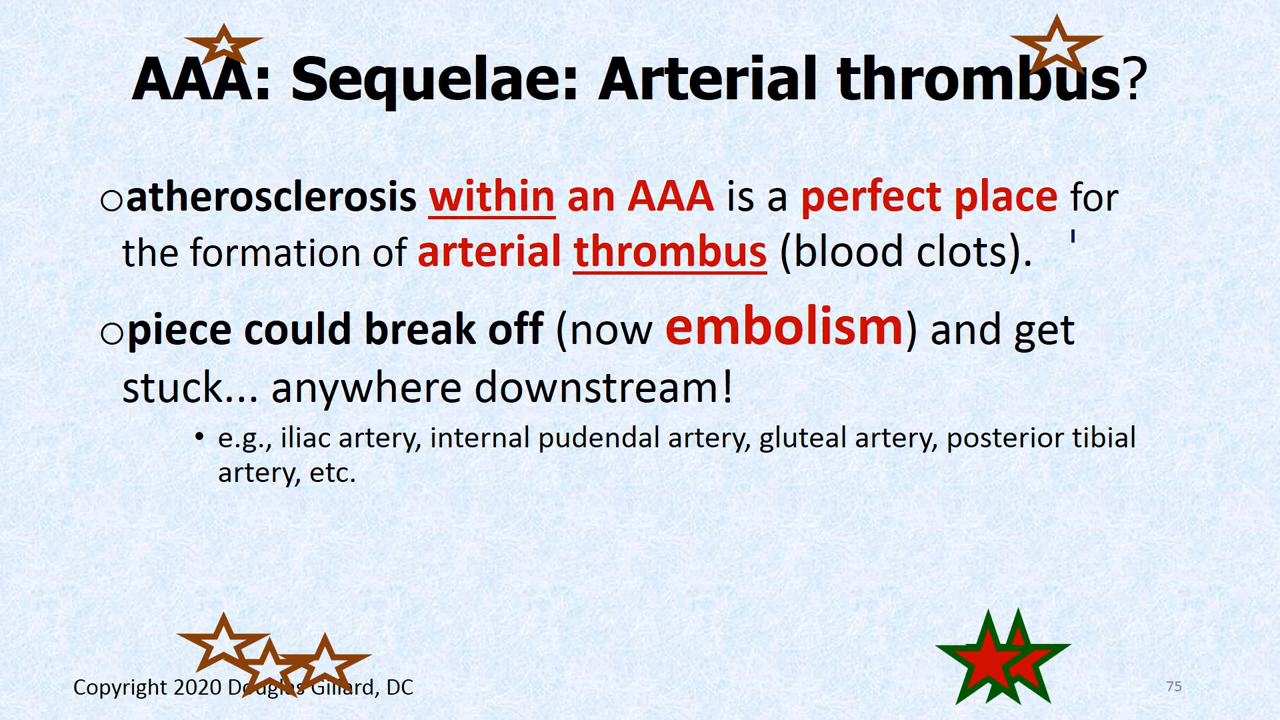 AAA: Sequelae: Arterial thrombus?
○atherosclerosis within an AAA is a perfect place for
the formation of arterial thrombus (blood clots).
○piece could break off (now embolism) and get
stuck... anywhere downstream!
• e.g., iliac artery, internal pudendal artery, gluteal artery, posterior tibial
artery, etc.
Copyright 2020 Douglas Gillard, DC
75